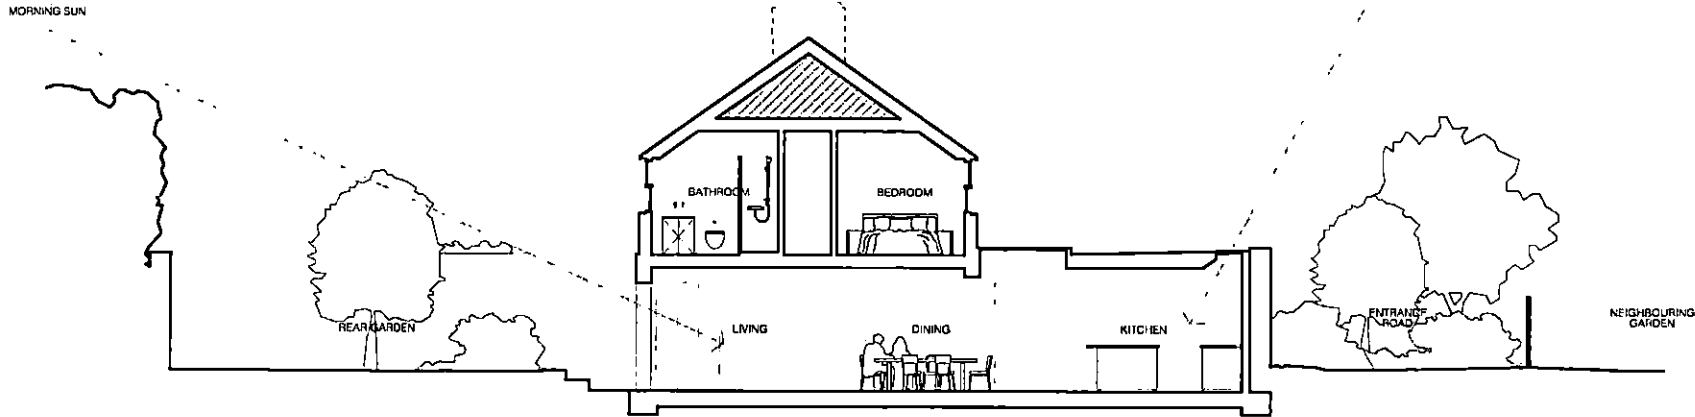 MORNING SUN
BATHROOM
BEDROOM
REAR GARDEN
LIVING
DINING
KITCHEN
ENTRANCE
ROAD
NEIGHBOURING
GARDEN